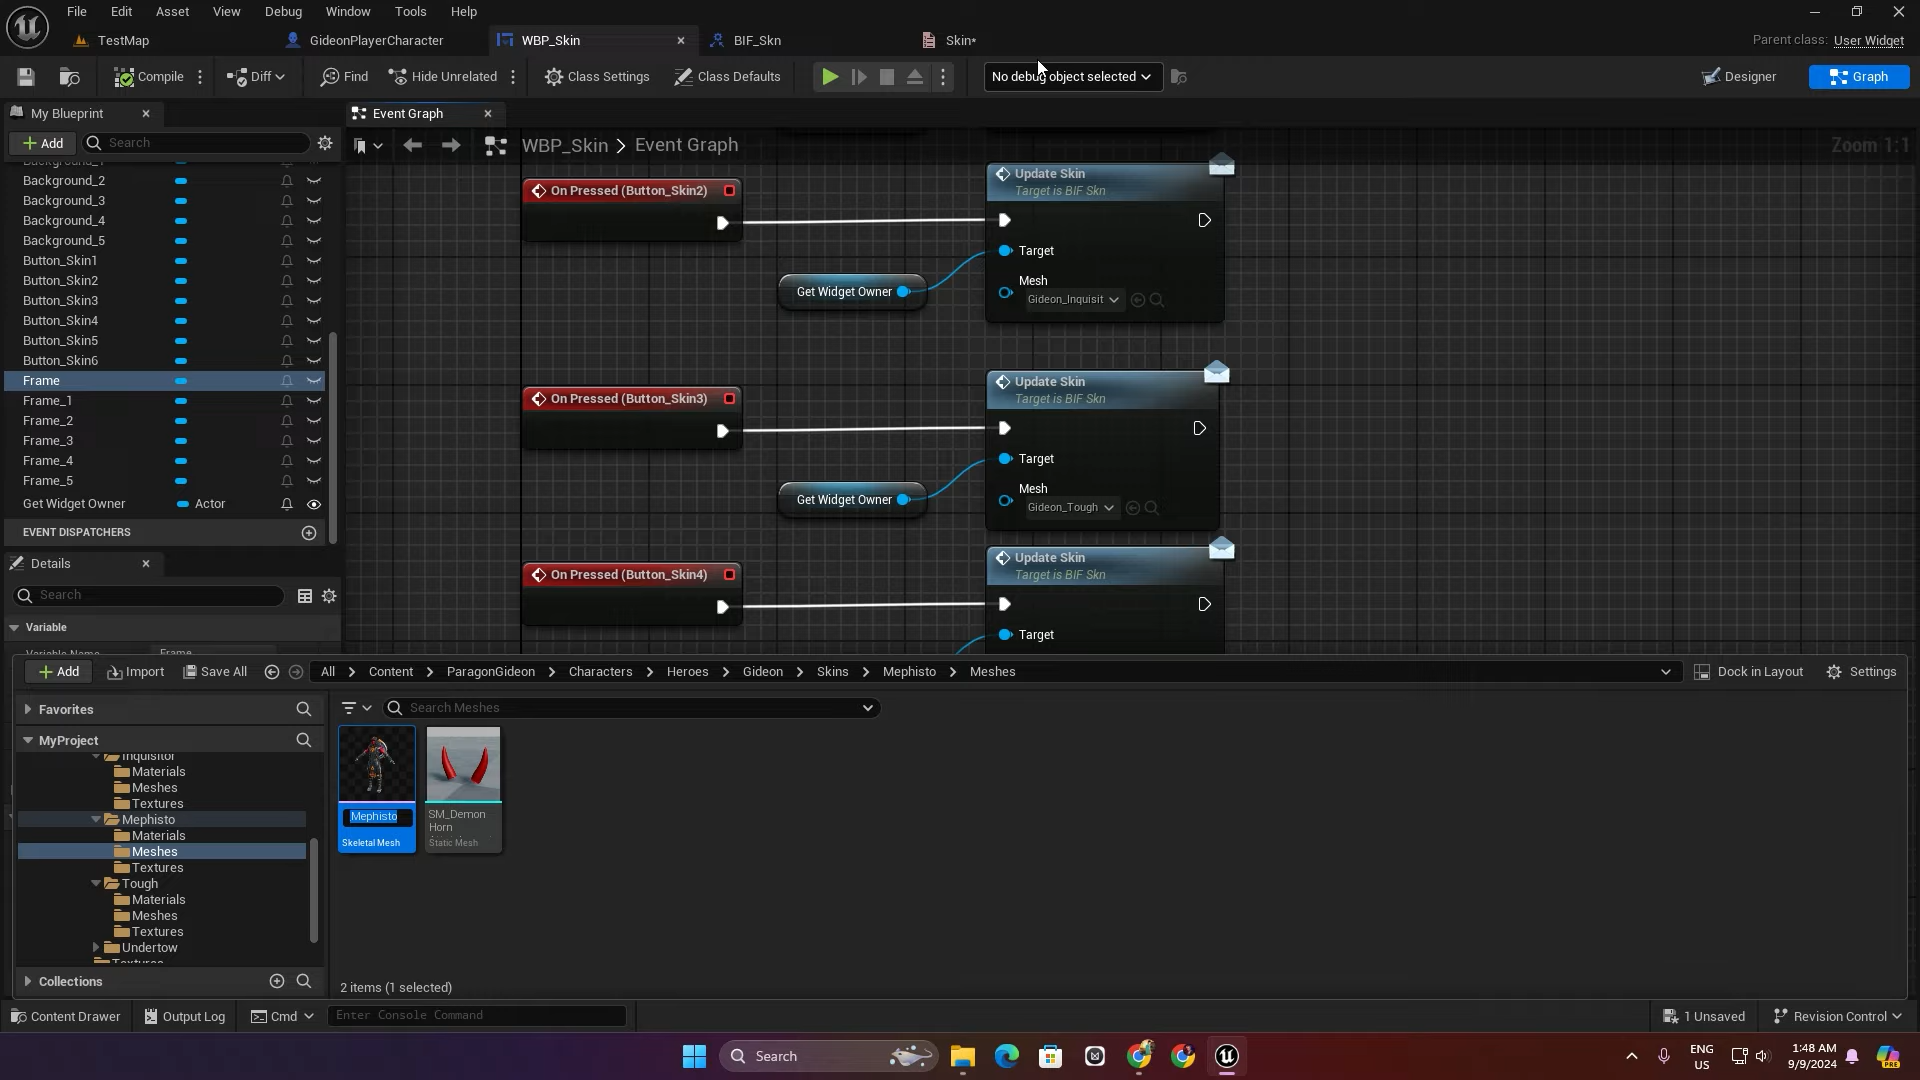 File Edit Asset View Debug Window Tools Help
TestMap GideonPlayerCharacter WBP_Skin BIF_Skn Skin* Parent class: User Widget
Compile Diff Find Hide Unrelated Class Settings Class Defaults No debug object selected Designer Graph
My Blueprint Event Graph
Add Search WBP_Skin > Event Graph Zoom 1:1
Background_1
Background_2
Background_3
Background_4
Background_5
Button_Skin1
Button_Skin2
Button_Skin3
Button_Skin4
Button_Skin5
Button_Skin6
Frame
Frame_1
Frame_2
Frame_3
Frame_4
Frame_5
Get Widget Owner Actor
EVENT DISPATCHERS
Details
Search
Variable
Variable Name Frame
On Pressed (Button_Skin2)
Update Skin
Target is BIF Skn
Target
Get Widget Owner
Mesh
Gideon_Inquisit
On Pressed (Button_Skin3)
Update Skin
Target is BIF Skn
Target
Get Widget Owner
Mesh
Gideon_Tough
On Pressed (Button_Skin4)
Update Skin
Target is BIF Skn
Target
Add Import Save All All > Content > ParagonGideon > Characters > Heroes > Gideon > Skins > Mephisto > Meshes Dock in Layout Settings
Favorites
Search Meshes
MyProject
Inquisitor
Materials
Meshes
Textures
Mephisto
Materials
Meshes
Textures
Tough
Materials
Meshes
Textures
Undertow
Textures
Collections
Mephisto
Skeletal Mesh
SM_Demon
Horn
Static Mesh
2 items (1 selected)
Content Drawer Output Log Cmd Enter Console Command 1 Unsaved Revision Control
Search ENG
US
1:48 AM
9/9/2024
PRE